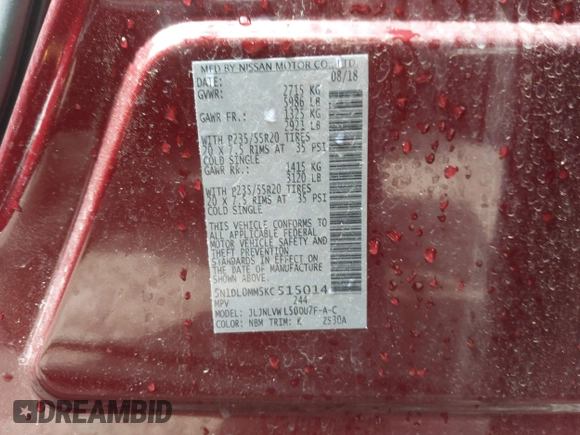 MFD BY NISSAN MOTOR CO., LTD.
DATE: 08/18
GVWR: 2715 KG
5986 LB
GAWR FR.: 1325 KG
2921 LB
WITH P235/55R20 TIRES
20 X 7.5 RIMS AT 35 PSI
COLD SINGLE
GAWR RR.: 1415 KG
3120 LB
WITH P235/55R20 TIRES
20 X 7.5 RIMS AT 35 PSI
COLD SINGLE
THIS VEHICLE CONFORMS TO
ALL APPLICABLE FEDERAL
MOTOR VEHICLE SAFETY AND
THEFT PREVENTION
STANDARDS IN EFFECT ON
THE DATE OF MANUFACTURE
SHOWN ABOVE.
5N1DL0MM5KC515014
MPV 244
MODEL: JLJNLVWL50OU7F-A-C
COLOR: NBM TRIM: K 2530A
DREAMBID